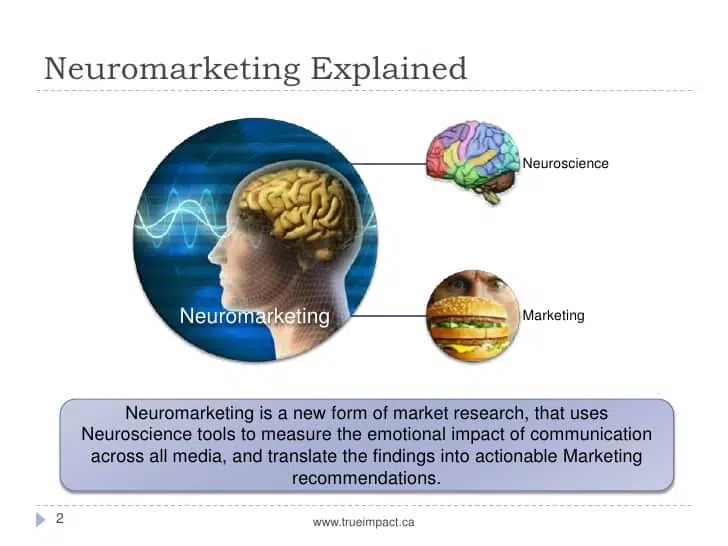 Neuromarketing Explained
Neuroscience
Neuromarketing
Marketing
Neuromarketing is a new form of market research, that uses
Neuroscience tools to measure the emotional impact of communication
across all media, and translate the findings into actionable Marketing
recommendations.
2
www.trueimpact.ca